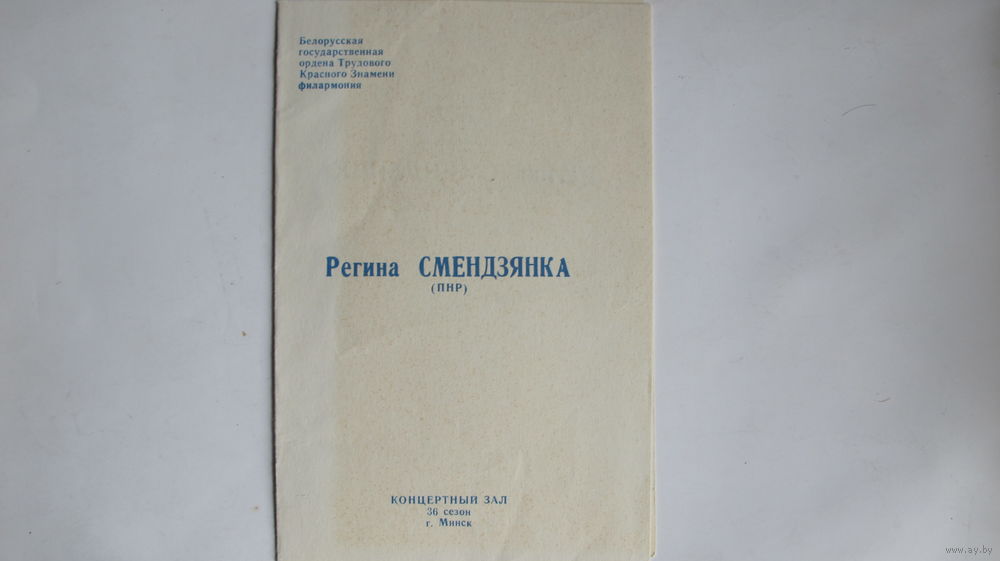 Белорусская
государственная
ордена Трудового
Красного Знамени
филармония
Регина СМЕНДЗЯНКА
(ПНР)
КОНЦЕРТНЫЙ ЗАЛ
36 сезон
г. Минск
www.ay.by